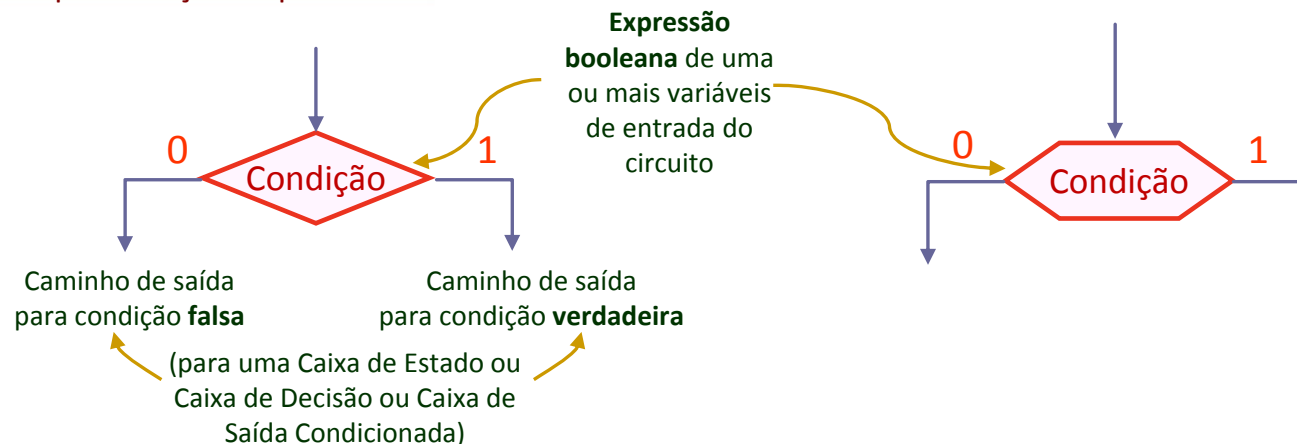 Expressão
booleana de uma
ou mais variáveis
de entrada do
circuito
0
Condição
1
0
Condição
1
Caminho de saída
para condição falsa
Caminho de saída
para condição verdadeira
(para uma Caixa de Estado ou
Caixa de Decisão ou Caixa de
Saída Condicionada)